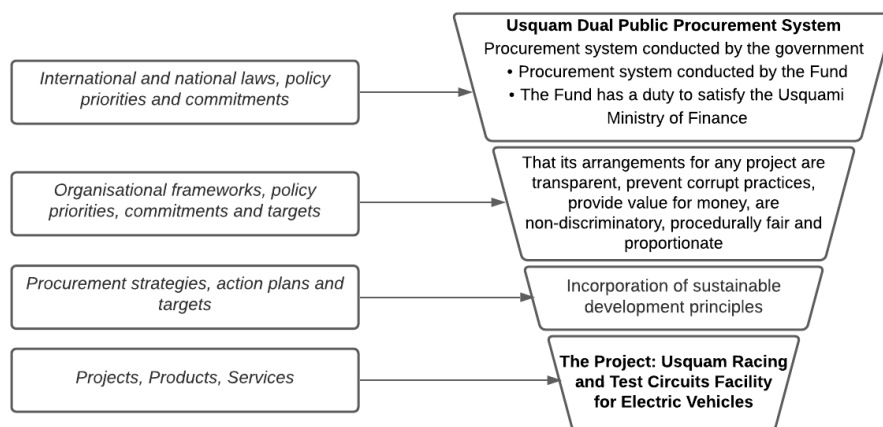 Usquam Dual Public Procurement System
Procurement system conducted by the government
• Procurement system conducted by the Fund
• The Fund has a duty to satisfy the Usquami
Ministry of Finance
International and national laws, policy
priorities and commitments
That its arrangements for any project are
transparent, prevent corrupt practices,
provide value for money, are
non-discriminatory, procedurally fair and
proportionate
Organisational frameworks, policy
priorities, commitments and targets
Procurement strategies, action plans and
targets
Incorporation of sustainable
development principles
Projects, Products, Services
The Project: Usquam Racing
and Test Circuits Facility
for Electric Vehicles